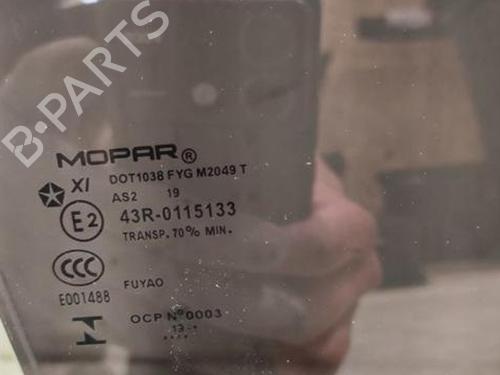 B-PARTS
MOPAR®
XI DOT1038 FYG M2049 T
AS2 19
E2 43R-0115133
TRANSP. 70% MIN.
CCC
E001488 FUYAO
OCP Nº0003
13